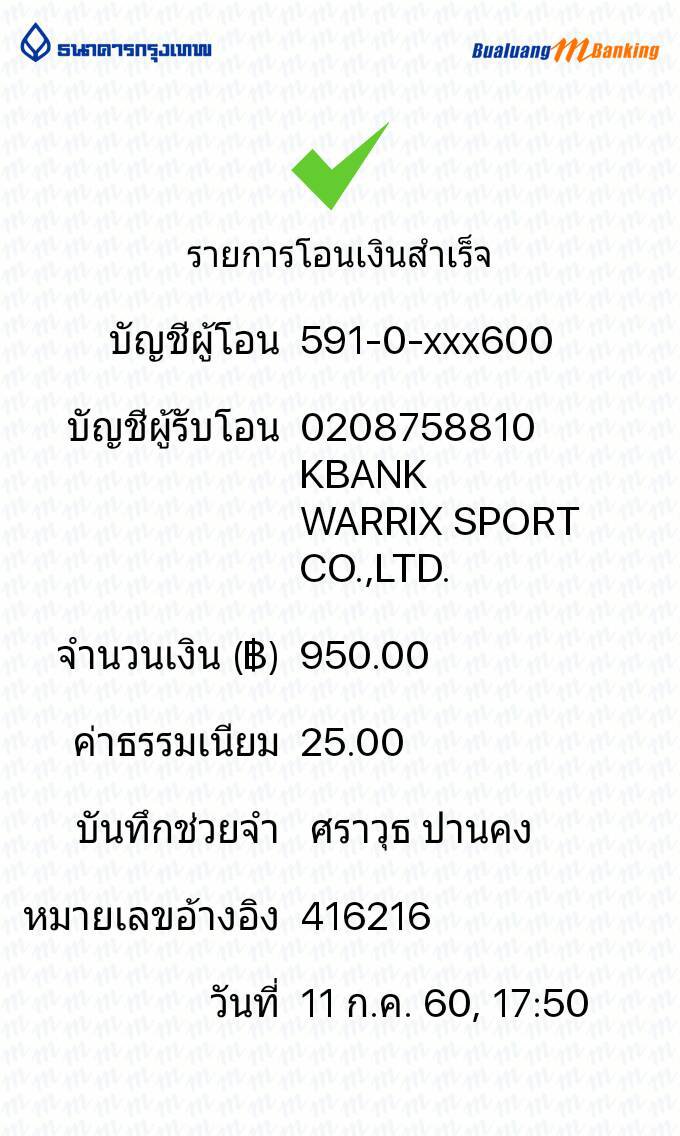 ธนาคารกรุงเทพ Bualuang mBanking
รายการโอนเงินสำเร็จ
บัญชีผู้โอน 591-0-xxx600
บัญชีผู้รับโอน 0208758810
KBANK
WARRIX SPORT
CO.,LTD.
จำนวนเงิน (฿) 950.00
ค่าธรรมเนียม 25.00
บันทึกช่วยจำ ศราวุธ ปานคง
หมายเลขอ้างอิง 416216
วันที่ 11 ก.ค. 60, 17:50